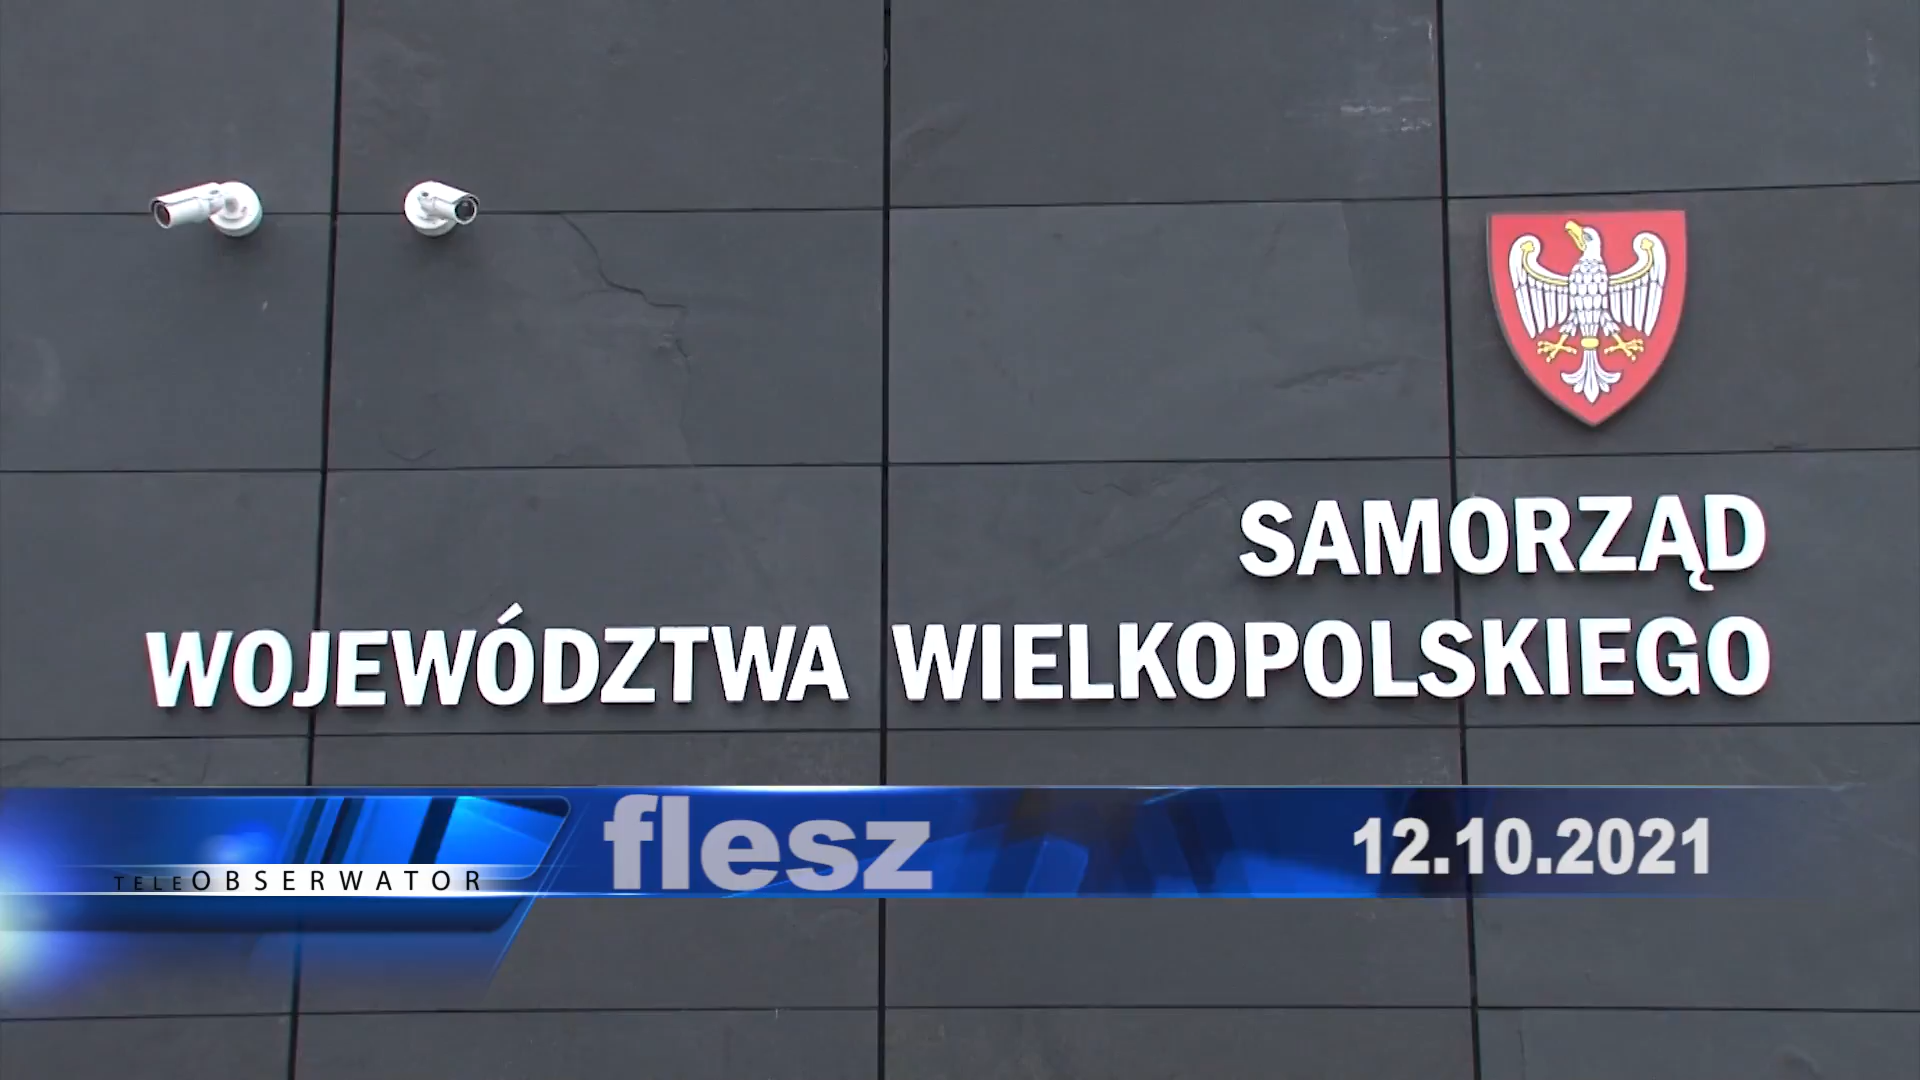 SAMORZĄD
WOJEWÓDZTWA WIELKOPOLSKIEGO
flesz
12.10.2021
TELEOBSERWATOR